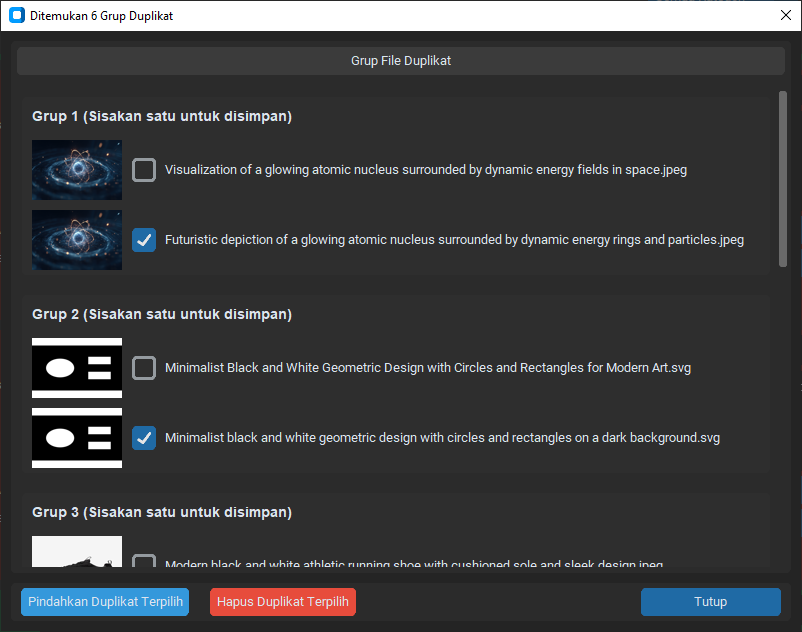 Ditemukan 6 Grup Duplikat
Grup File Duplikat
Grup 1 (Sisakan satu untuk disimpan)
Visualization of a glowing atomic nucleus surrounded by dynamic energy fields in space.jpeg
Futuristic depiction of a glowing atomic nucleus surrounded by dynamic energy rings and particles.jpeg
Grup 2 (Sisakan satu untuk disimpan)
Minimalist Black and White Geometric Design with Circles and Rectangles for Modern Art.svg
Minimalist black and white geometric design with circles and rectangles on a dark background.svg
Grup 3 (Sisakan satu untuk disimpan)
Modern black and white athletic running shoe with cushioned sole and sleek design.jpeg
Pindahkan Duplikat Terpilih
Hapus Duplikat Terpilih
Tutup